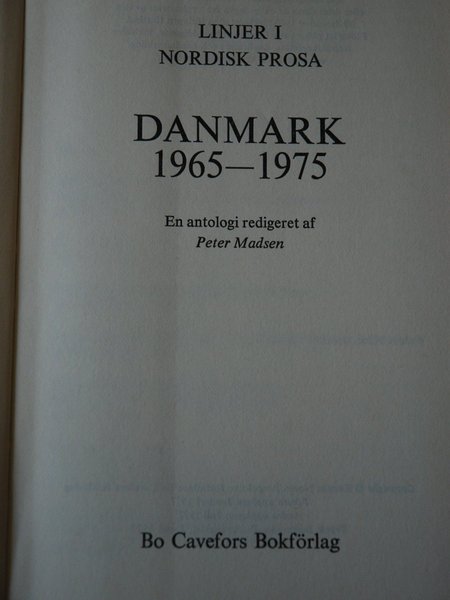 LINJER I
NORDISK PROSA
DANMARK
1965—1975
En antologi redigeret af
Peter Madsen
Bo Cavefors Bokförlag